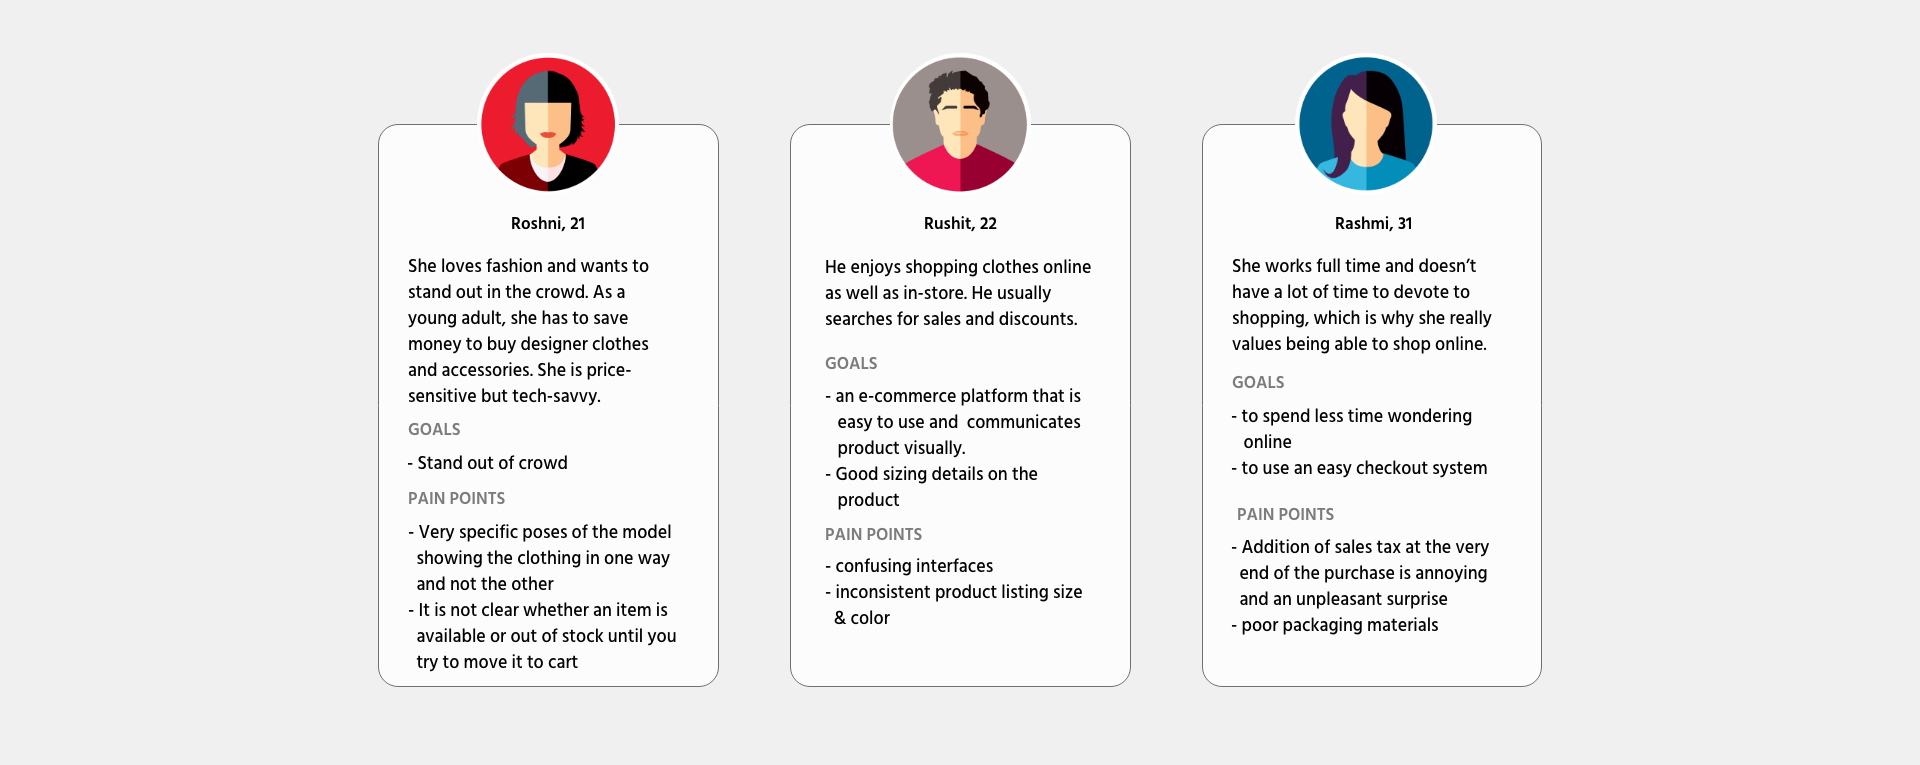 Roshni, 21
She loves fashion and wants to
stand out in the crowd. As a
young adult, she has to save
money to buy designer clothes
and accessories. She is price-
sensitive but tech-savvy.
GOALS
- Stand out of crowd
PAIN POINTS
- Very specific poses of the model
showing the clothing in one way
and not the other
- It is not clear whether an item is
available or out of stock until you
try to move it to cart
Rushit, 22
He enjoys shopping clothes online
as well as in-store. He usually
searches for sales and discounts.
GOALS
- an e-commerce platform that is
easy to use and  communicates
product visually.
- Good sizing details on the
product
PAIN POINTS
- confusing interfaces
- inconsistent product listing size
& color
Rashmi, 31
She works full time and doesn’t
have a lot of time to devote to
shopping, which is why she really
values being able to shop online.
GOALS
- to spend less time wondering
online
- to use an easy checkout system
PAIN POINTS
- Addition of sales tax at the very
end of the purchase is annoying
and an unpleasant surprise
- poor packaging materials